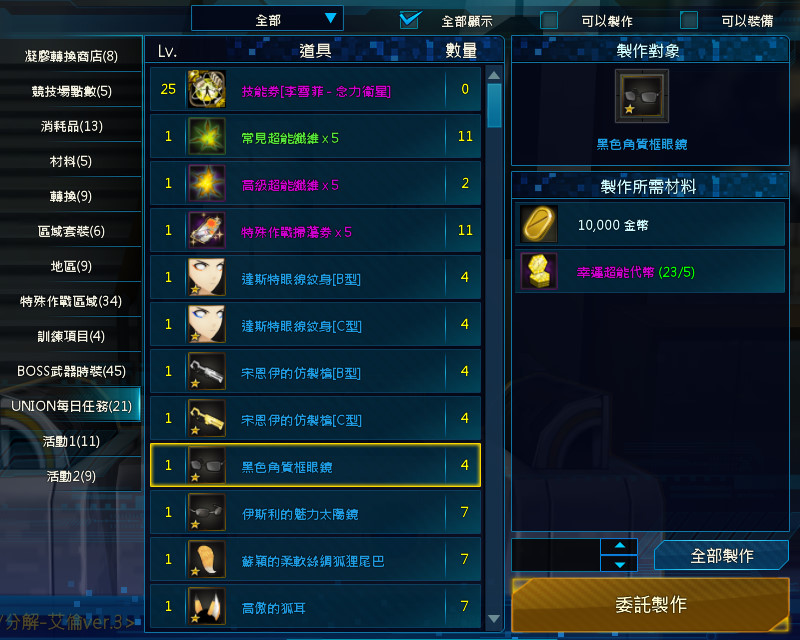 全部
全部顯示
可以製作
可以裝備
凝膠轉換商店(8)
競技場點數(5)
消耗品(13)
材料(5)
轉換(9)
區域套裝(6)
地區(9)
特殊作戰區域(34)
訓練項目(4)
BOSS武器時裝(45)
UNION每日任務(21)
活動1(11)
活動2(9)
Lv. 道具 數量
25 技能券[李雪菲 - 念力衛星] 0
1 常見超能纖維 x 5 11
1 高級超能纖維 x 5 2
1 特殊作戰掃蕩券 x 5 11
1 達斯特眼線紋身[B型] 4
1 達斯特眼線紋身[C型] 4
1 宋恩伊的仿製槍[B型] 4
1 宋恩伊的仿製槍[C型] 4
1 黑色角質框眼鏡 4
1 伊斯利的魅力太陽鏡 7
1 蘇穎的柔軟絲綢狐狸尾巴 7
1 高傲的狐耳 7
製作對象
黑色角質框眼鏡
製作所需材料
10,000 金幣
幸運超能代幣 (23/5)
全部製作
委託製作
/分解-艾倫ver.3>